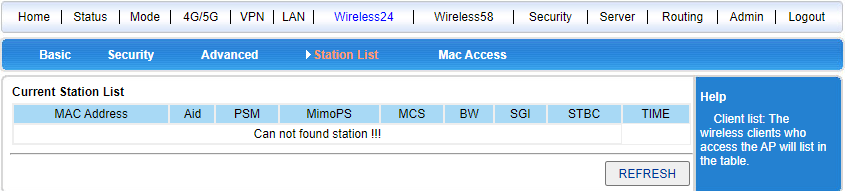 Home | Status | Mode | 4G/5G | VPN | LAN | Wireless24 | Wireless58 | Security | Server | Routing | Admin | Logout
Basic Security Advanced Station List Mac Access
Current Station List
MAC Address Aid PSM MimoPS MCS BW SGI STBC TIME
Can not found station !!!
REFRESH
Help
Client list: The
wireless clients who
access the AP will list in
the table.